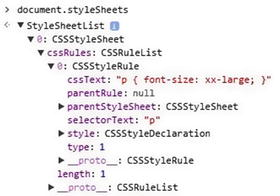 > document.styleSheets
< ▼ StyleSheetList i
▼ 0: CSSStyleSheet
▼ cssRules: CSSRuleList
▼ 0: CSSStyleRule
cssText: "p { font-size: xx-large; }"
parentRule: null
▶ parentStyleSheet: CSSStyleSheet
selectorText: "p"
▶ style: CSSStyleDeclaration
type: 1
▶ __proto__: CSSStyleRule
length: 1
▶ __proto__: CSSRuleList